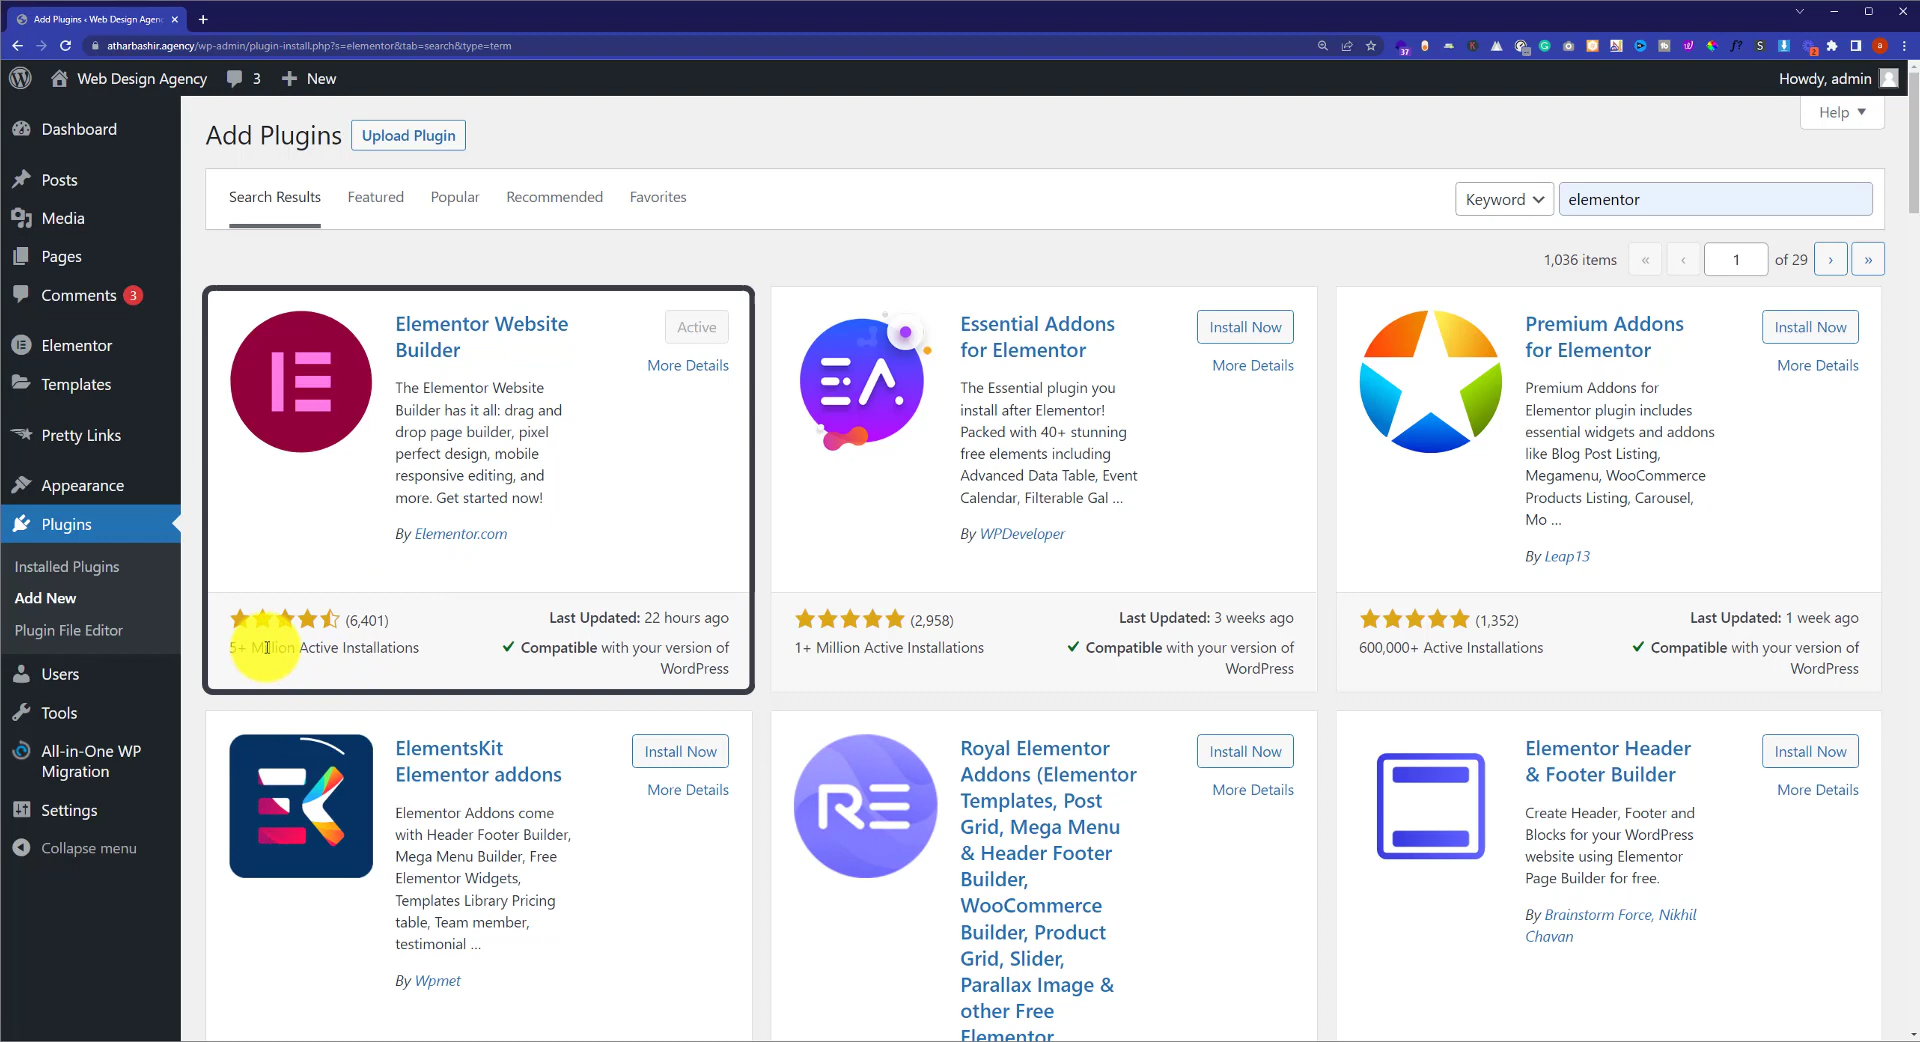 Add Plugins ‹ Web Design Agenc
atharbashir.agency/wp-admin/plugin-install.php?s=elementor&tab=search&type=term
37
2
a
Web Design Agency
3
New
Howdy, admin
Dashboard
Posts
Media
Pages
Comments 3
Elementor
Templates
Pretty Links
Appearance
Plugins
Installed Plugins
Add New
Plugin File Editor
Users
Tools
All-in-One WP
Migration
Settings
Collapse menu
Help
Add Plugins
Upload Plugin
Search Results
Featured
Popular
Recommended
Favorites
Keyword
elementor
1,036 items
«
‹
1
of 29
›
»
Elementor Website
Builder
Active
More Details
The Elementor Website
Builder has it all: drag and
drop page builder, pixel
perfect design, mobile
responsive editing, and
more. Get started now!
By Elementor.com
(6,401)
5+ Million Active Installations
Last Updated: 22 hours ago
Compatible with your version of
WordPress
Essential Addons
for Elementor
Install Now
More Details
The Essential plugin you
install after Elementor!
Packed with 40+ stunning
free elements including
Advanced Data Table, Event
Calendar, Filterable Gal ...
By WPDeveloper
(2,958)
1+ Million Active Installations
Last Updated: 3 weeks ago
Compatible with your version of
WordPress
Premium Addons
for Elementor
Install Now
More Details
Premium Addons for
Elementor plugin includes
essential widgets and addons
like Blog Post Listing,
Megamenu, WooCommerce
Products Listing, Carousel,
Mo ...
By Leap13
(1,352)
600,000+ Active Installations
Last Updated: 1 week ago
Compatible with your version of
WordPress
ElementsKit
Elementor addons
Install Now
More Details
Elementor Addons come
with Header Footer Builder,
Mega Menu Builder, Free
Elementor Widgets,
Templates Library Pricing
table, Team member,
testimonial ...
By Wpmet
RE
Royal Elementor
Addons (Elementor
Templates, Post
Grid, Mega Menu
& Header Footer
Builder,
WooCommerce
Builder, Product
Grid, Slider,
Parallax Image &
other Free
Elementor
Install Now
More Details
Elementor Header
& Footer Builder
Install Now
More Details
Create Header, Footer and
Blocks for your WordPress
website using Elementor
Page Builder for free.
By Brainstorm Force, Nikhil
Chavan